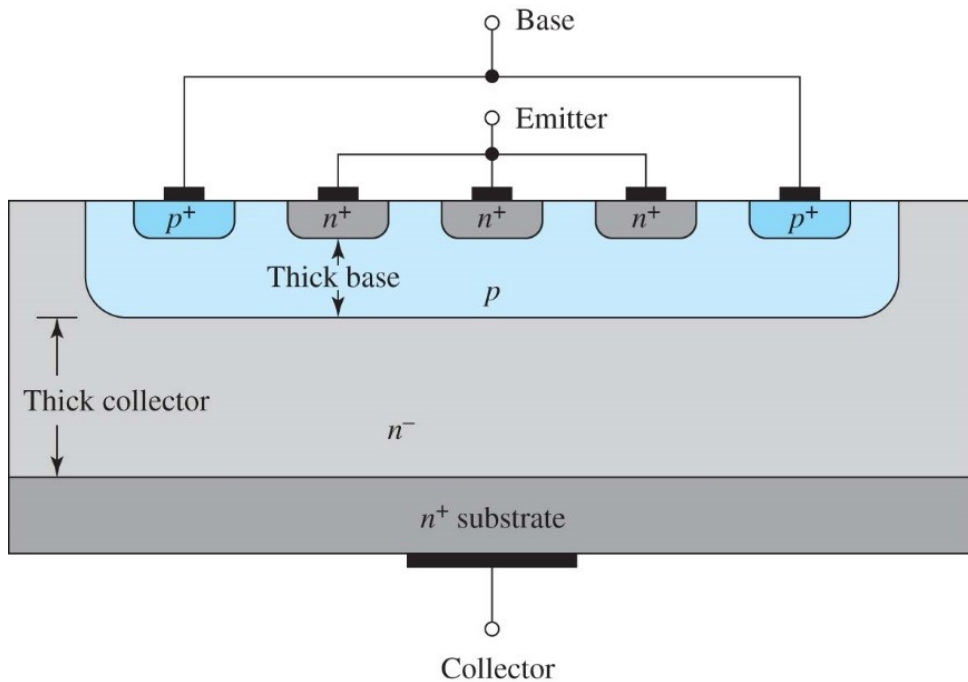 Base
Emitter
p⁺ n⁺ n⁺ n⁺ p⁺
Thick base
p
Thick collector
n⁻
n⁺ substrate
Collector